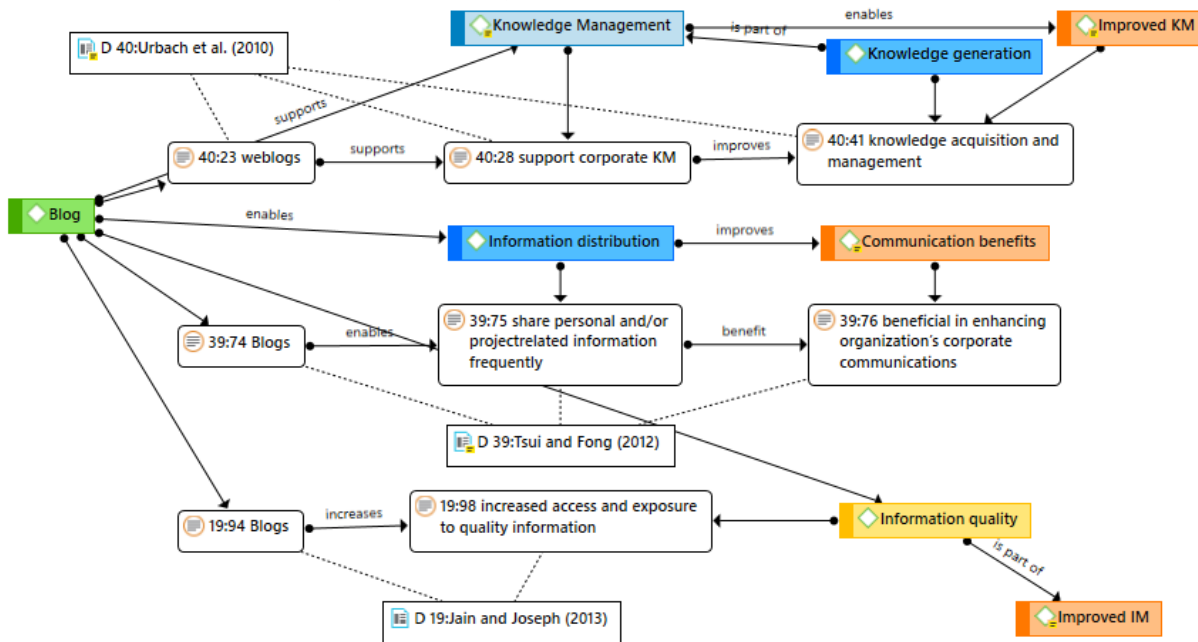 Knowledge Management
enables
Improved KM
D 40:Urbach et al. (2010)
is part of
Knowledge generation
supports
40:23 weblogs
supports
40:28 support corporate KM
improves
40:41 knowledge acquisition and
management
Blog
enables
Information distribution
improves
Communication benefits
39:74 Blogs
enables
39:75 share personal and/or
projectrelated information
frequently
benefit
39:76 beneficial in enhancing
organization's corporate
communications
D 39:Tsui and Fong (2012)
19:94 Blogs
increases
19:98 increased access and exposure
to quality information
Information quality
is part of
D 19:Jain and Joseph (2013)
Improved IM